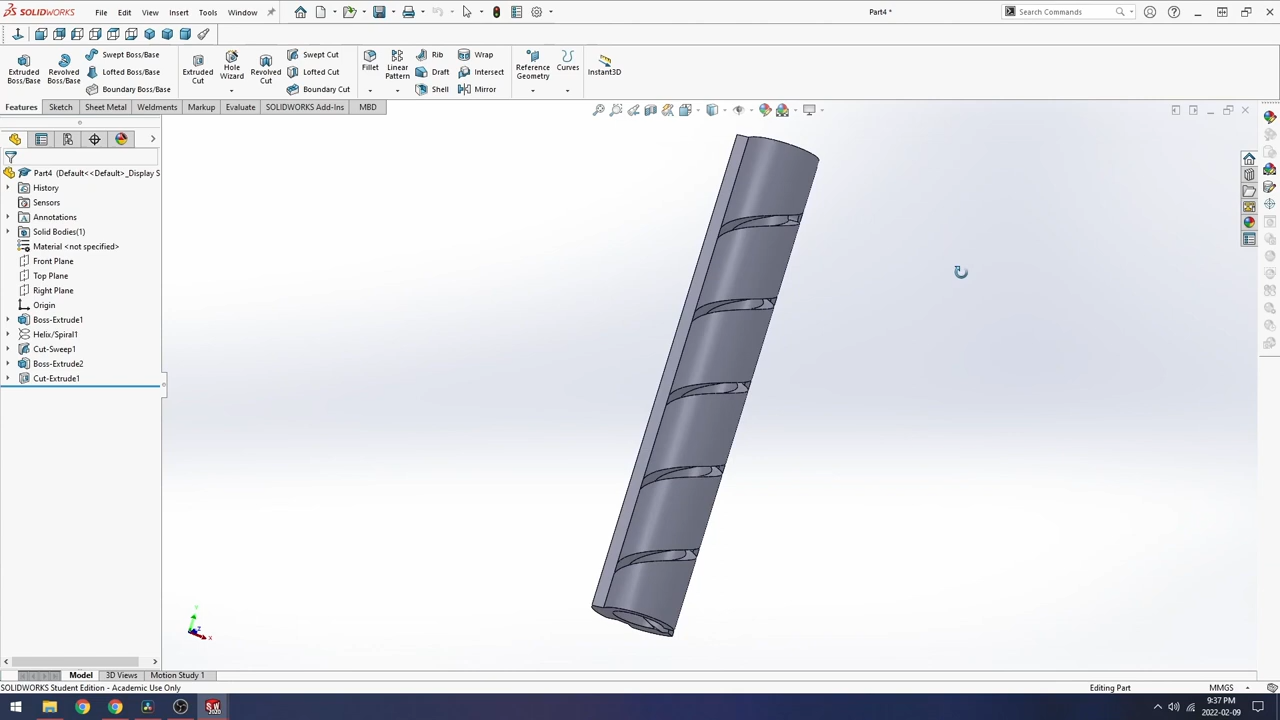 SOLIDWORKS File Edit View Insert Tools Window Part4 * Search Commands
Extruded Boss/Base
Revolved Boss/Base
Swept Boss/Base
Lofted Boss/Base
Boundary Boss/Base
Extruded Cut
Hole Wizard
Revolved Cut
Swept Cut
Lofted Cut
Boundary Cut
Fillet
Linear Pattern
Rib
Draft
Shell
Wrap
Intersect
Mirror
Reference Geometry
Curves
Instant3D
Features Sketch Sheet Metal Weldments Markup Evaluate SOLIDWORKS Add-Ins MBD
Part4 (Default<<Default>_Display S
History
Sensors
Annotations
Solid Bodies(1)
Material <not specified>
Front Plane
Top Plane
Right Plane
Origin
Boss-Extrude1
Helix/Spiral1
Cut-Sweep1
Boss-Extrude2
Cut-Extrude1
Y
Z
X
Model 3D Views Motion Study 1
SOLIDWORKS Student Edition - Academic Use Only Editing Part MMGS
9:37 PM
2022-02-09